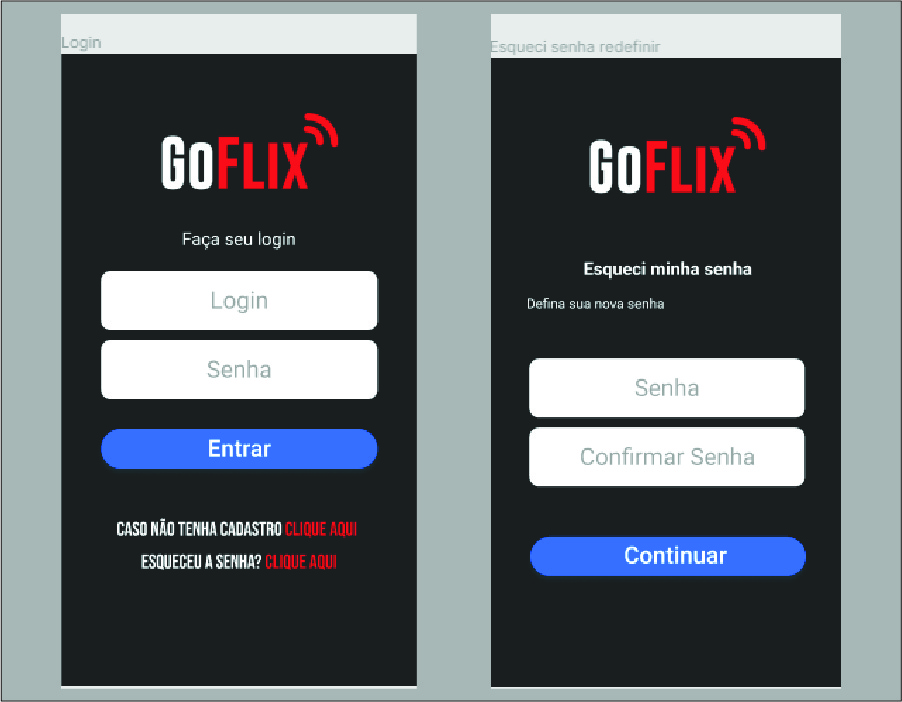 Login
GoFlix
Faça seu login
Login
Senha
Entrar
CASO NÃO TENHA CADASTRO CLIQUE AQUI
ESQUECEU A SENHA? CLIQUE AQUI
Esqueci senha redefinir
GoFlix
Esqueci minha senha
Defina sua nova senha
Senha
Confirmar Senha
Continuar